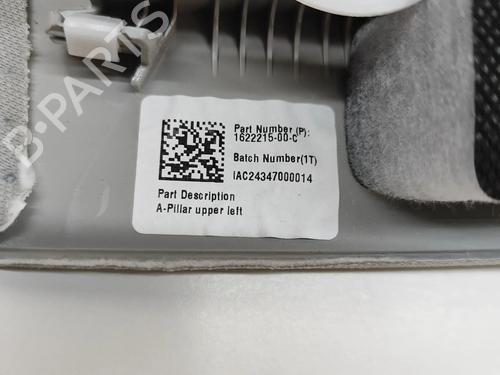 Part Number (P):
1622215-00-C
Batch Number(1T)
IAC24347000014
Part Description
A-Pillar upper left
B-PARTS